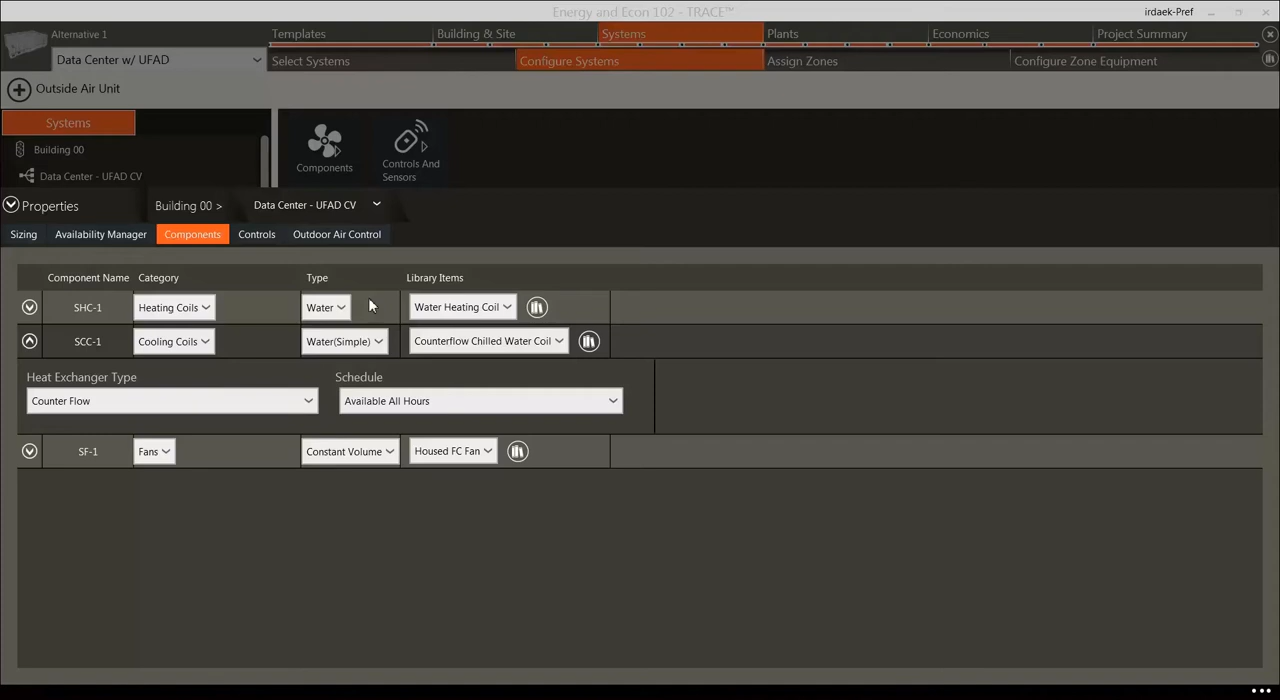 Energy and Econ 102 - TRACE™
irdaek-Pref
Alternative 1
Templates
Building & Site
Systems
Plants
Economics
Project Summary
Data Center w/ UFAD
Select Systems
Configure Systems
Assign Zones
Configure Zone Equipment
Outside Air Unit
Systems
Building 00
Data Center - UFAD CV
Components
Controls And
Sensors
Properties
Building 00 >
Data Center - UFAD CV
Sizing
Availability Manager
Components
Controls
Outdoor Air Control
Component Name
Category
Type
Library Items
SHC-1
Heating Coils
Water
Water Heating Coil
SCC-1
Cooling Coils
Water(Simple)
Counterflow Chilled Water Coil
Heat Exchanger Type
Schedule
Counter Flow
Available All Hours
SF-1
Fans
Constant Volume
Housed FC Fan